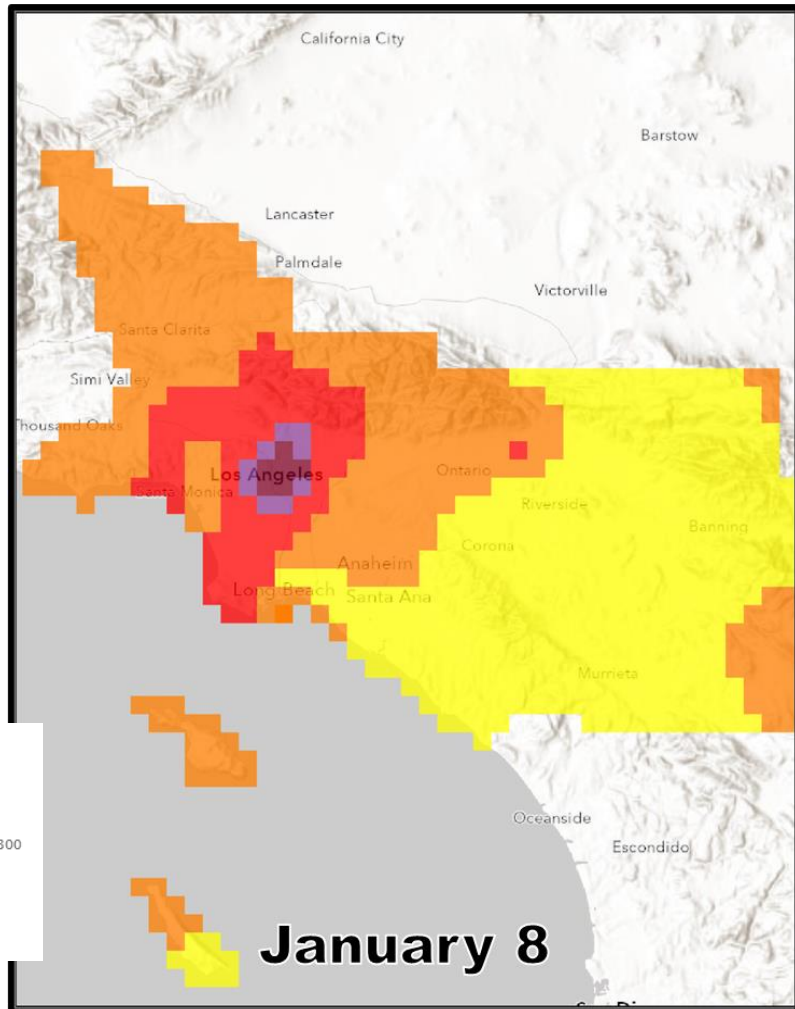 California City
Barstow
Lancaster
Palmdale
Victorville
Santa Clarita
Simi Valley
Thousand Oaks
Los Angeles
Ontario
Santa Monica
Riverside
Banning
Corona
Anaheim
Long Beach
Santa Ana
Murrieta
Oceanside
300
Escondido
January 8